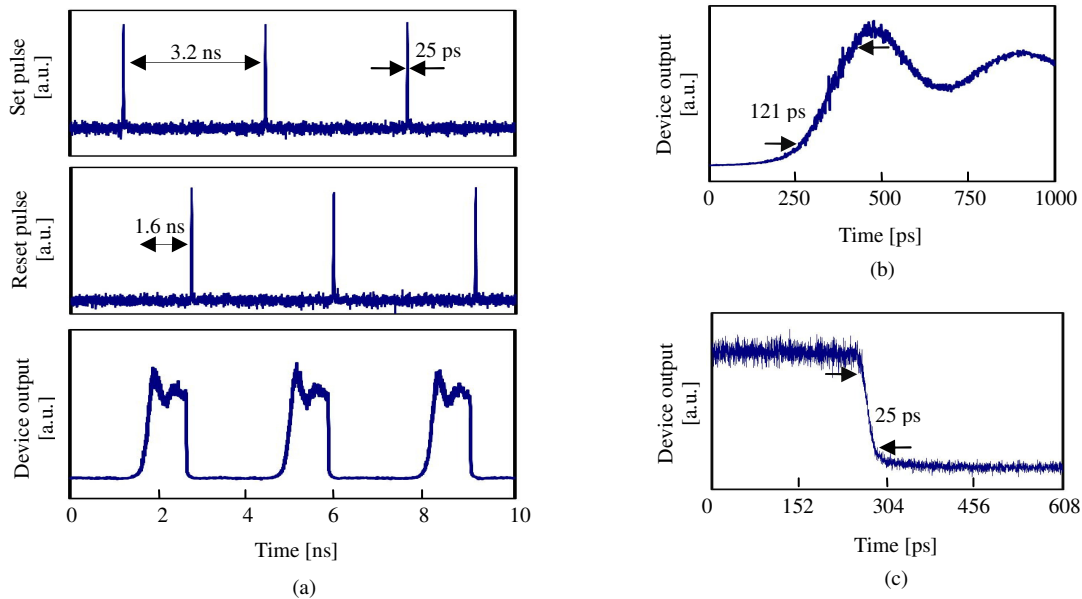 Set pulse
[a.u.]
3.2 ns
25 ps
Reset pulse
[a.u.]
1.6 ns
Device output
[a.u.]
0 2 4 6 8 10
Time [ns]
(a)
Device output
[a.u.]
121 ps
0 250 500 750 1000
Time [ps]
(b)
Device output
[a.u.]
25 ps
0 152 304 456 608
Time [ps]
(c)